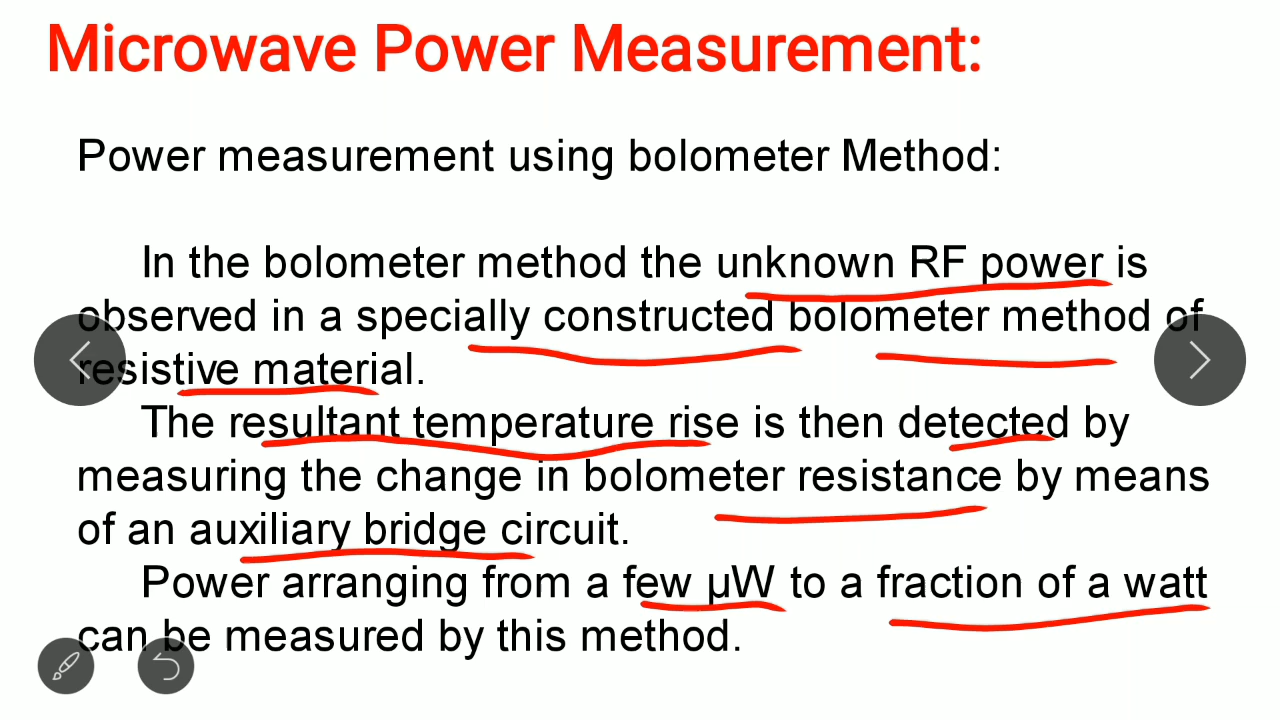 Microwave Power Measurement:
Power measurement using bolometer Method:
In the bolometer method the unknown RF power is
observed in a specially constructed bolometer method of
resistive material.
The resultant temperature rise is then detected by
measuring the change in bolometer resistance by means
of an auxiliary bridge circuit.
Power arranging from a few µW to a fraction of a watt
can be measured by this method.